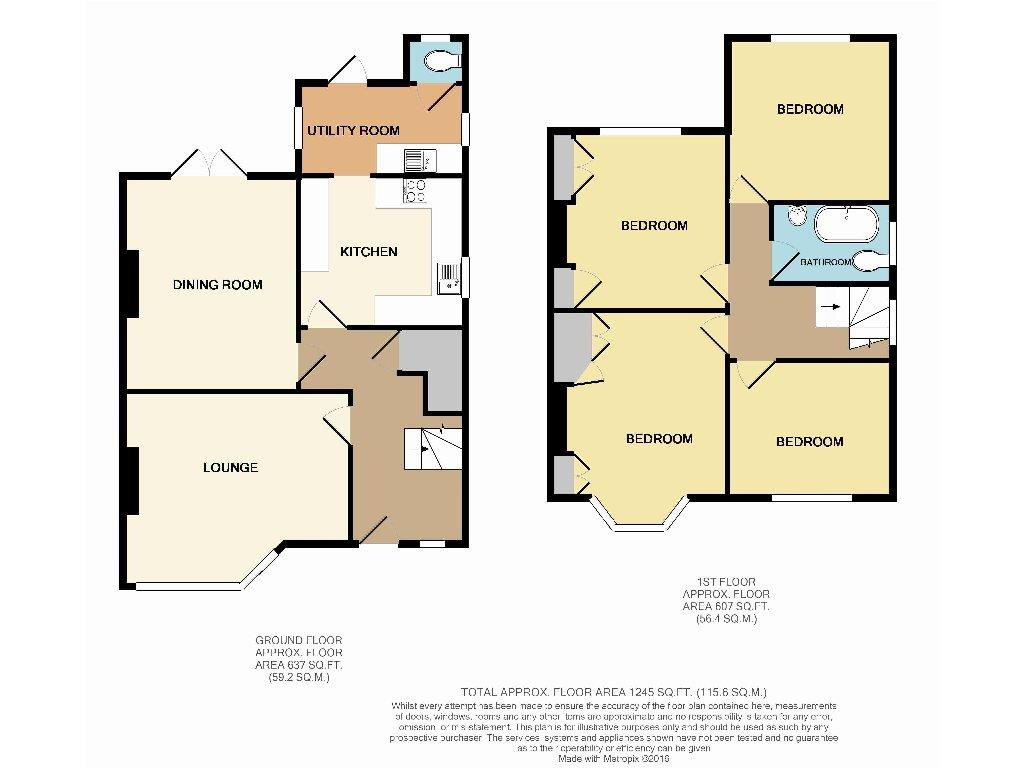 UTILITY ROOM
KITCHEN
DINING ROOM
LOUNGE
BEDROOM
BEDROOM
BATHROOM
BEDROOM
BEDROOM
GROUND FLOOR
APPROX. FLOOR
AREA 637 SQ.FT.
(59.2 SQ.M.)
1ST FLOOR
APPROX. FLOOR
AREA 607 SQ.FT.
(56.4 SQ.M.)
TOTAL APPROX. FLOOR AREA 1245 SQ.FT. (115.6 SQ.M.)
Whilst every attempt has been made to ensure the accuracy of the floor plan contained here, measurements
of doors, windows, rooms and any other items are approximate and no responsibility is taken for any error,
omission, or mis-statement. This plan is for illustrative purposes only and should be used as such by any
prospective purchaser. The services, systems and appliances shown have not been tested and no guarantee
as to their operability or efficiency can be given
Made with Metropix ©2016